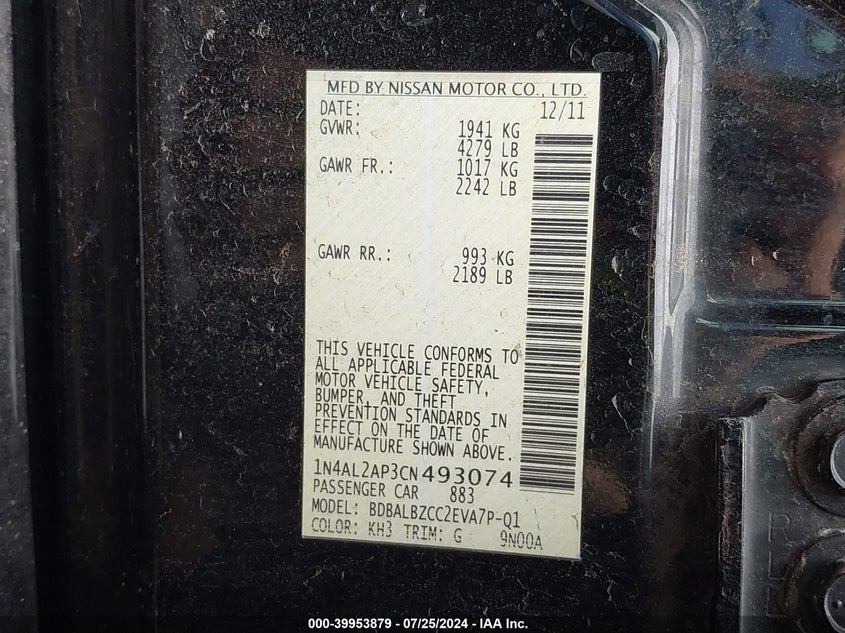 MFD BY NISSAN MOTOR CO., LTD.
DATE: 12/11
GVWR: 1941 KG
4279 LB
GAWR FR.: 1017 KG
2242 LB
GAWR RR.: 993 KG
2189 LB
THIS VEHICLE CONFORMS TO
ALL APPLICABLE FEDERAL
MOTOR VEHICLE SAFETY,
BUMPER, AND THEFT
PREVENTION STANDARDS IN
EFFECT ON THE DATE OF
MANUFACTURE SHOWN ABOVE.
1N4AL2AP3CN493074
PASSENGER CAR 883
MODEL: BDBALBZCC2EVA7P-Q1
COLOR: KH3 TRIM: G 9N00A
000-39953879 - 07/25/2024 - IAA Inc.